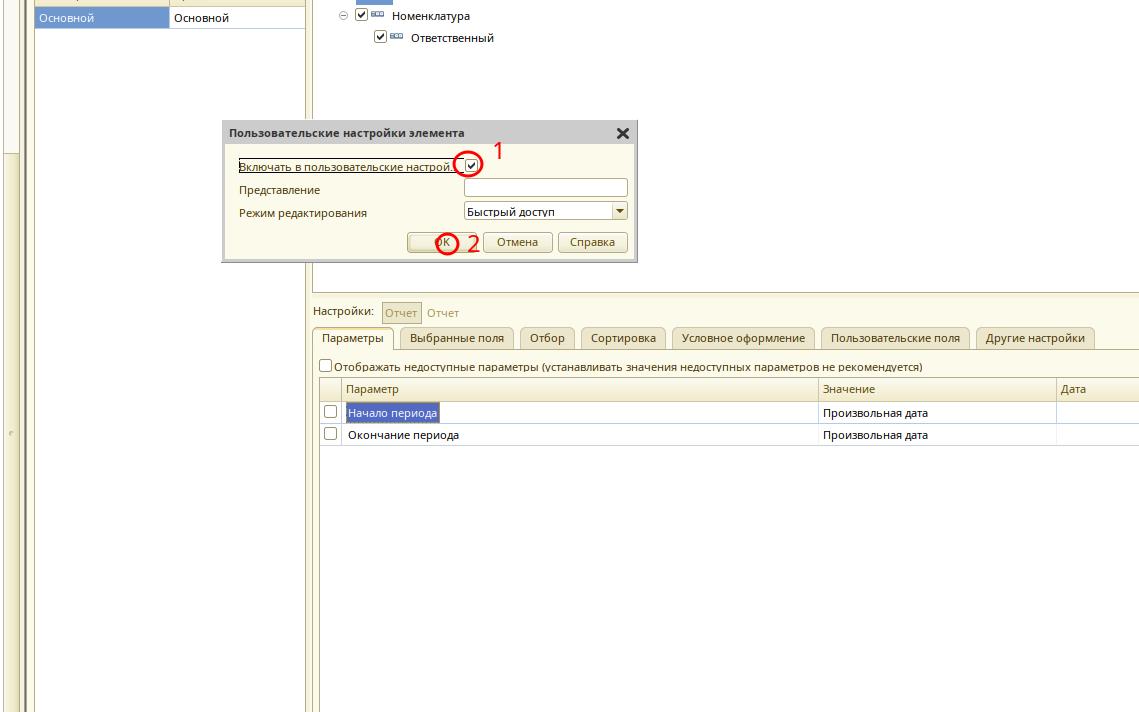 Основной Основной
Номенклатура
Ответственный
Пользовательские настройки элемента
1
Включать в пользовательские настрой...
Представление
Режим редактирования Быстрый доступ
ОК 2 Отмена Справка
Настройки: Отчет Отчет
Параметры Выбранные поля Отбор Сортировка Условное оформление Пользовательские поля Другие настройки
Отображать недоступные параметры (устанавливать значения недоступных параметров не рекомендуется)
Параметр Значение Дата
Начало периода Произвольная дата
Окончание периода Произвольная дата